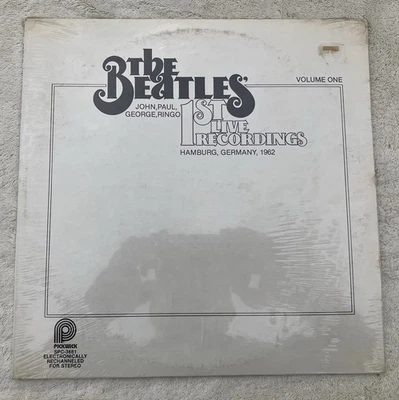 the
BEATLES'
VOLUME ONE
JOHN, PAUL,
GEORGE, RINGO
1ST
LIVE
RECORDINGS
HAMBURG, GERMANY, 1962
P
PICKWICK
SPC-3661
ELECTRONICALLY
RECHANNELED
FOR STEREO